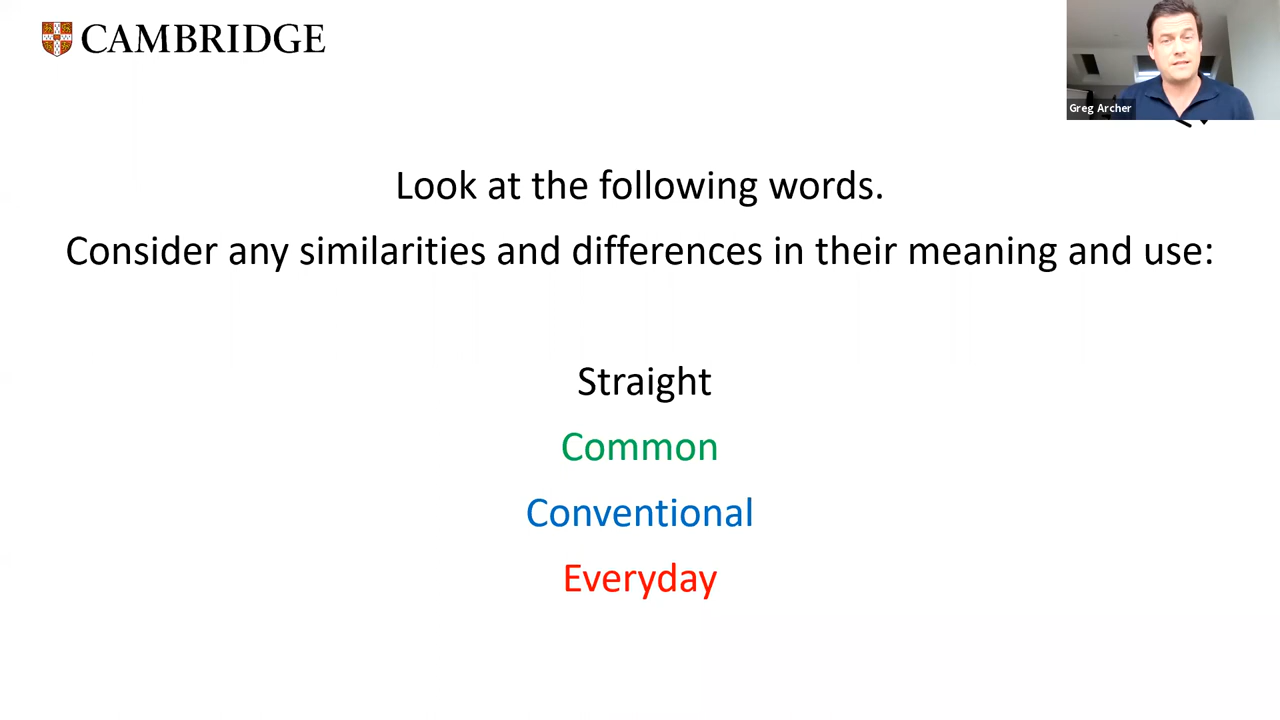 CAMBRIDGE
Greg Archer
Look at the following words.
Consider any similarities and differences in their meaning and use:
Straight
Common
Conventional
Everyday